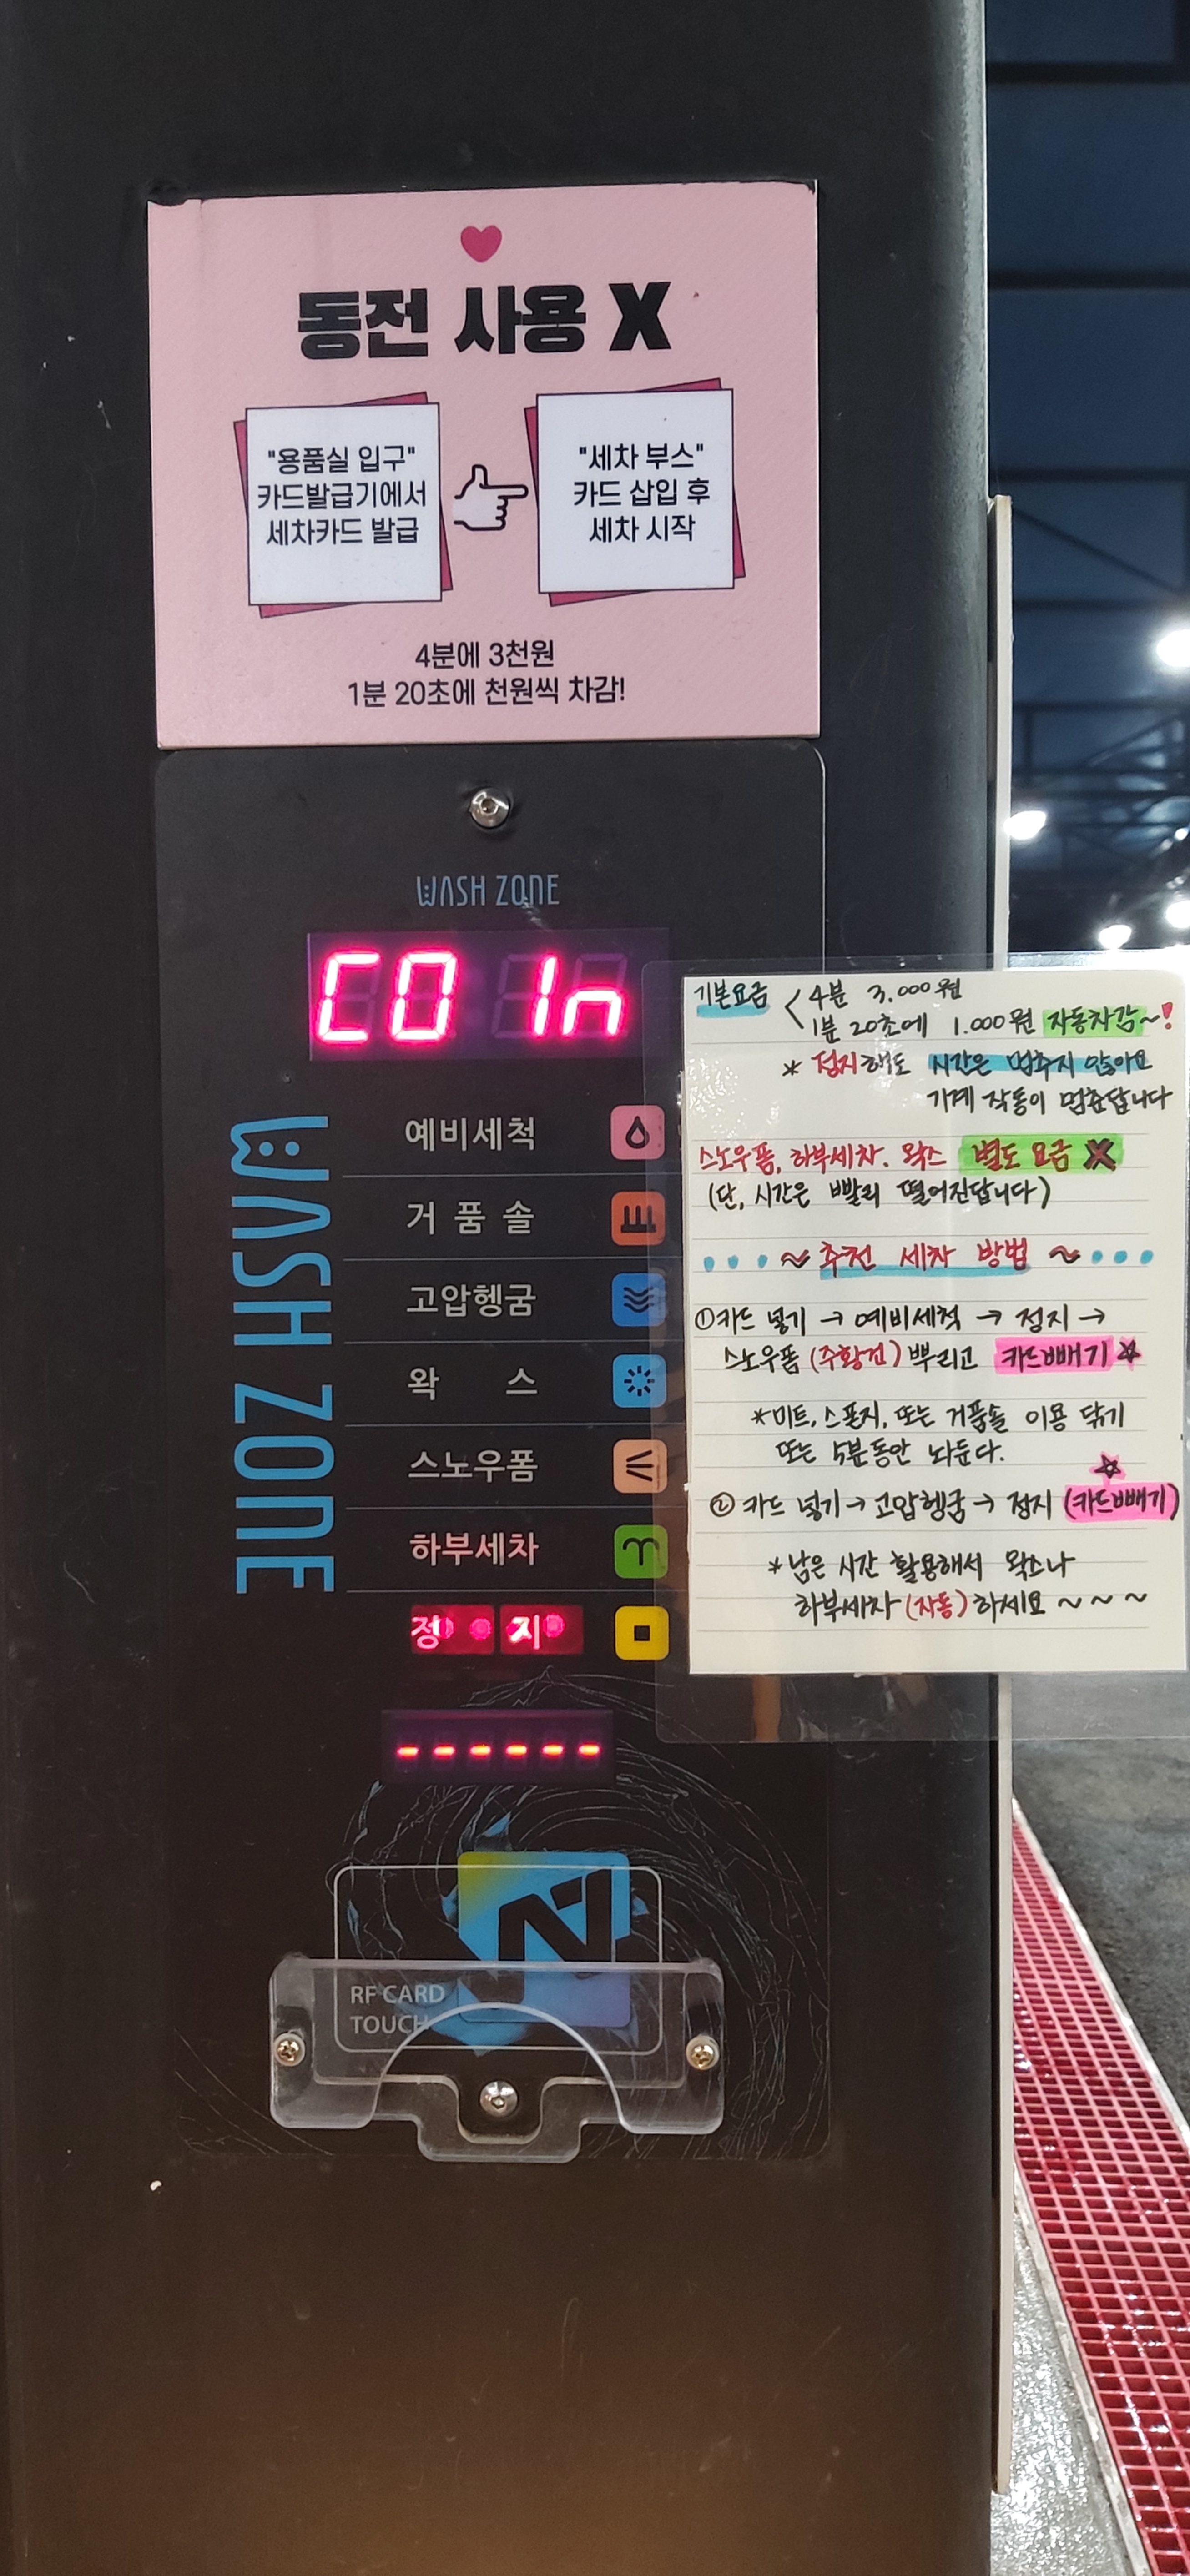 동전 사용 X
"용품실 입구"
카드발급기에서
세차카드 발급
"세차 부스"
카드 삽입 후
세차 시작
4분에 3천원
1분 20초에 천원씩 차감!
WASH ZONE
CO In
WASH ZONE
예비세척
거 품 솔
고압헹굼
왁 스
스노우폼
하부세차
정 지
------
RF CARD
TOUCH
기본요금 < 4분 3.000원
1분 20초에 1.000원 자동차감~!
* 정지해도 시간은 멈추지 않아요
기계 작동이 멈춘답니다
스노우폼, 하부세차. 왁스 별도 요금 X
(단, 시간은 빨리 떨어진답니다)
...~ 추천 세차 방법 ~...
① 카드 넣기 → 예비세척 → 정지 →
스노우폼 (주황건) 뿌리고 카드빼기 ☆
*미트, 스폰지, 또는 거품솔 이용 닦기
또는 5분동안 놔둔다.
② 카드 넣기 → 고압헹굼 → 정지 (카드빼기) ☆
* 남은 시간 활용해서 왁스나
하부세차 (자동) 하세요 ~ ~ ~